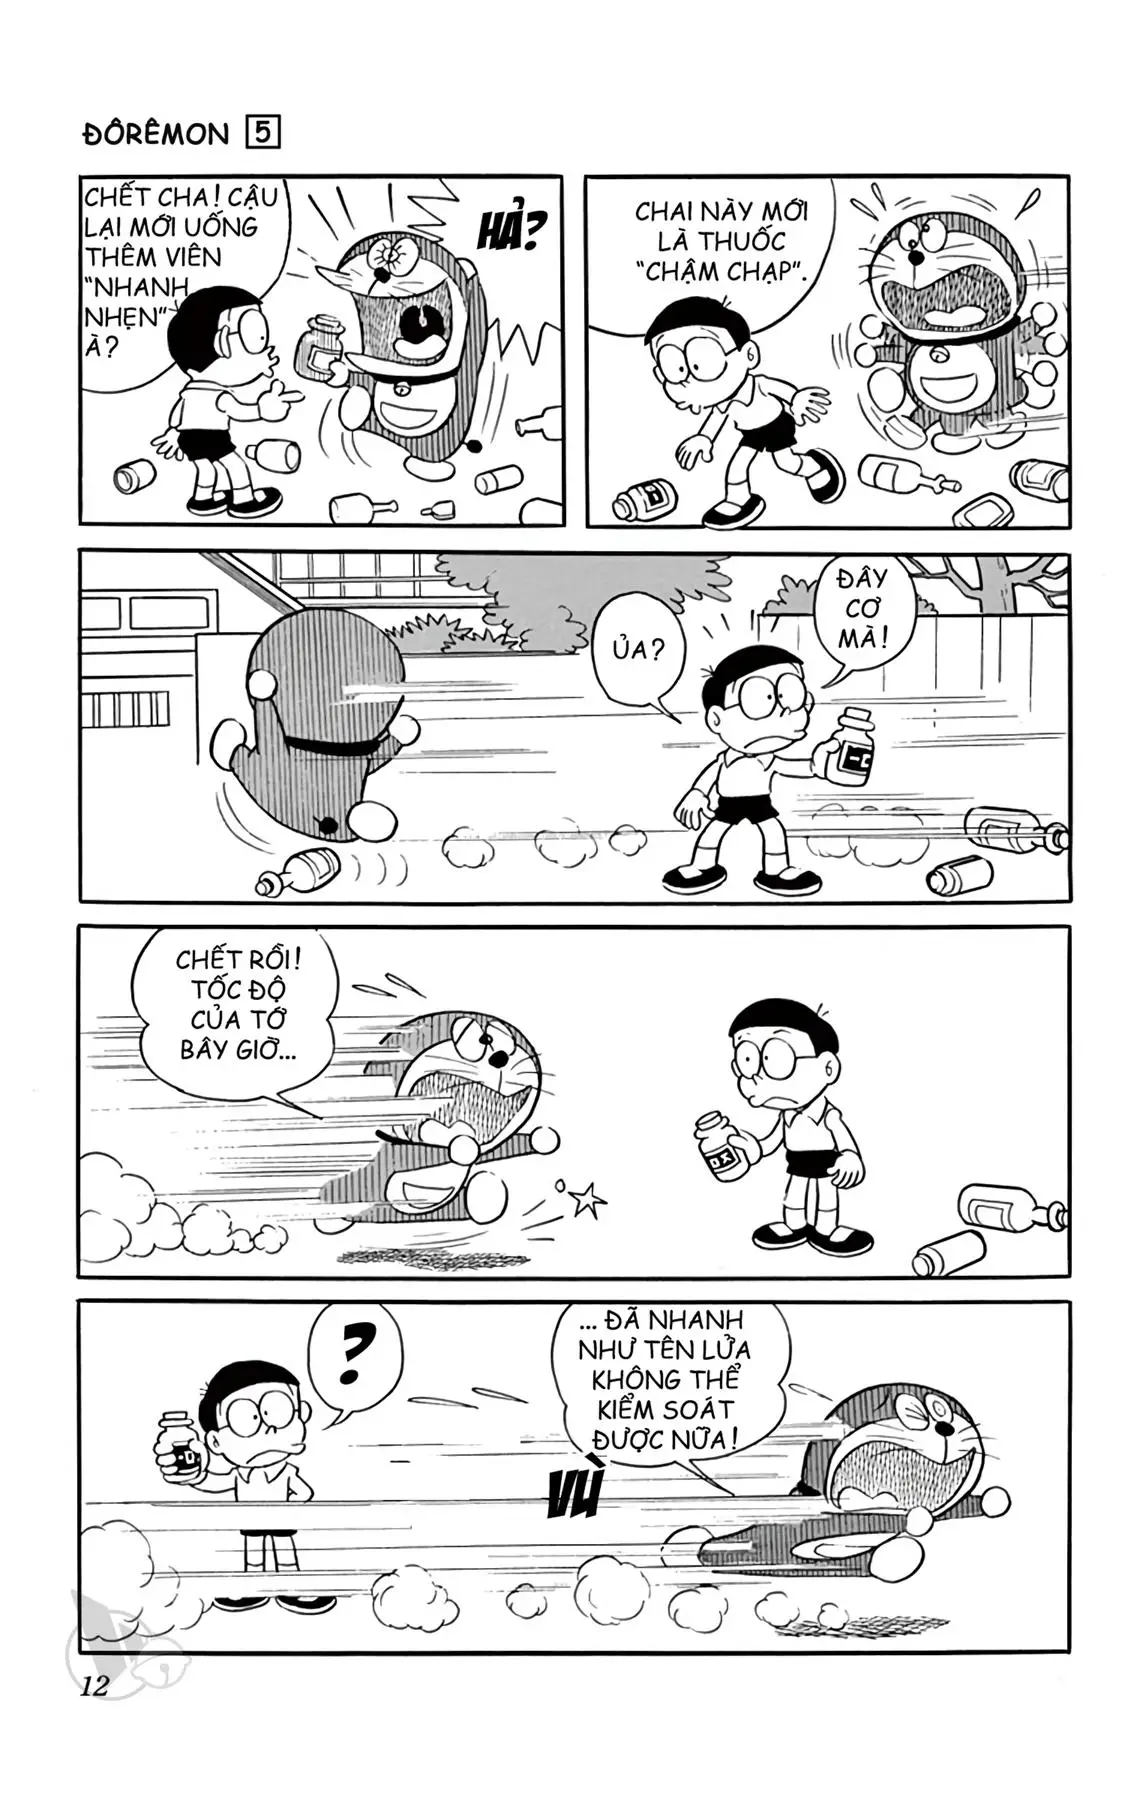 ĐÔRÊMON 5
CHẾT CHA! CẬU
LẠI MỚI UỐNG
THÊM VIÊN
"NHANH
NHẸN"
À?
HẢ?
CHAI NÀY MỚI
LÀ THUỐC
"CHẬM CHẠP".
ỦA?
ĐÂY
CƠ
MÀ!
CHẾT RỒI!
TỐC ĐỘ
CỦA TỚ
BÂY GIỜ...
?
... ĐÃ NHANH
NHƯ TÊN LỬA
KHÔNG THỂ
KIỂM SOÁT
ĐƯỢC NỮA!
VÙ
12